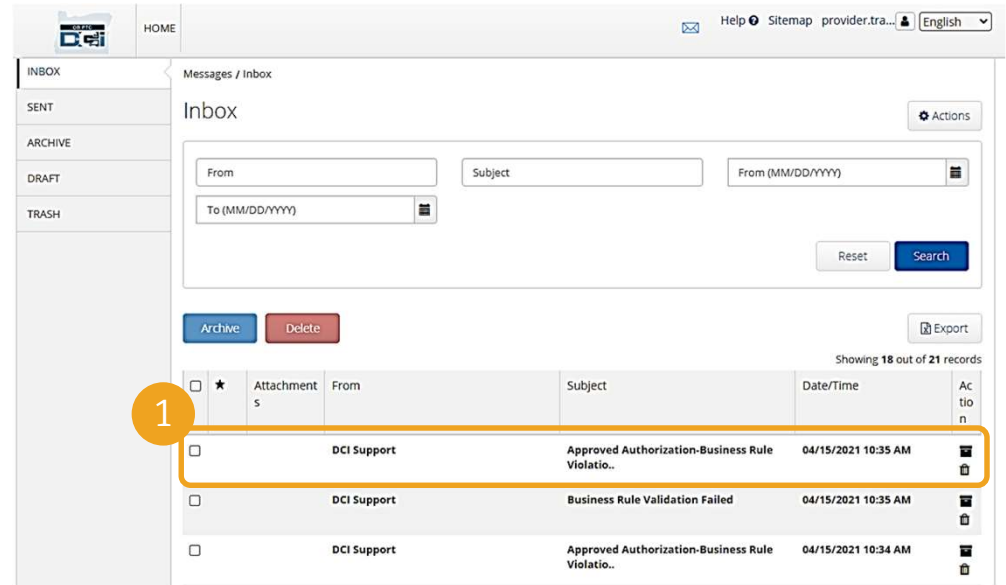 OR PTC
DCi
HOME
Help Sitemap provider.tra... English
INBOX
SENT
ARCHIVE
DRAFT
TRASH
Messages / Inbox
Inbox
Actions
From
Subject
From (MM/DD/YYYY)
To (MM/DD/YYYY)
Reset
Search
Archive
Delete
Export
Showing 18 out of 21 records
Attachment
s
From
Subject
Date/Time
Ac
tio
n
1
DCI Support
Approved Authorization-Business Rule
Violatio..
04/15/2021 10:35 AM
DCI Support
Business Rule Validation Failed
04/15/2021 10:35 AM
DCI Support
Approved Authorization-Business Rule
Violatio..
04/15/2021 10:34 AM